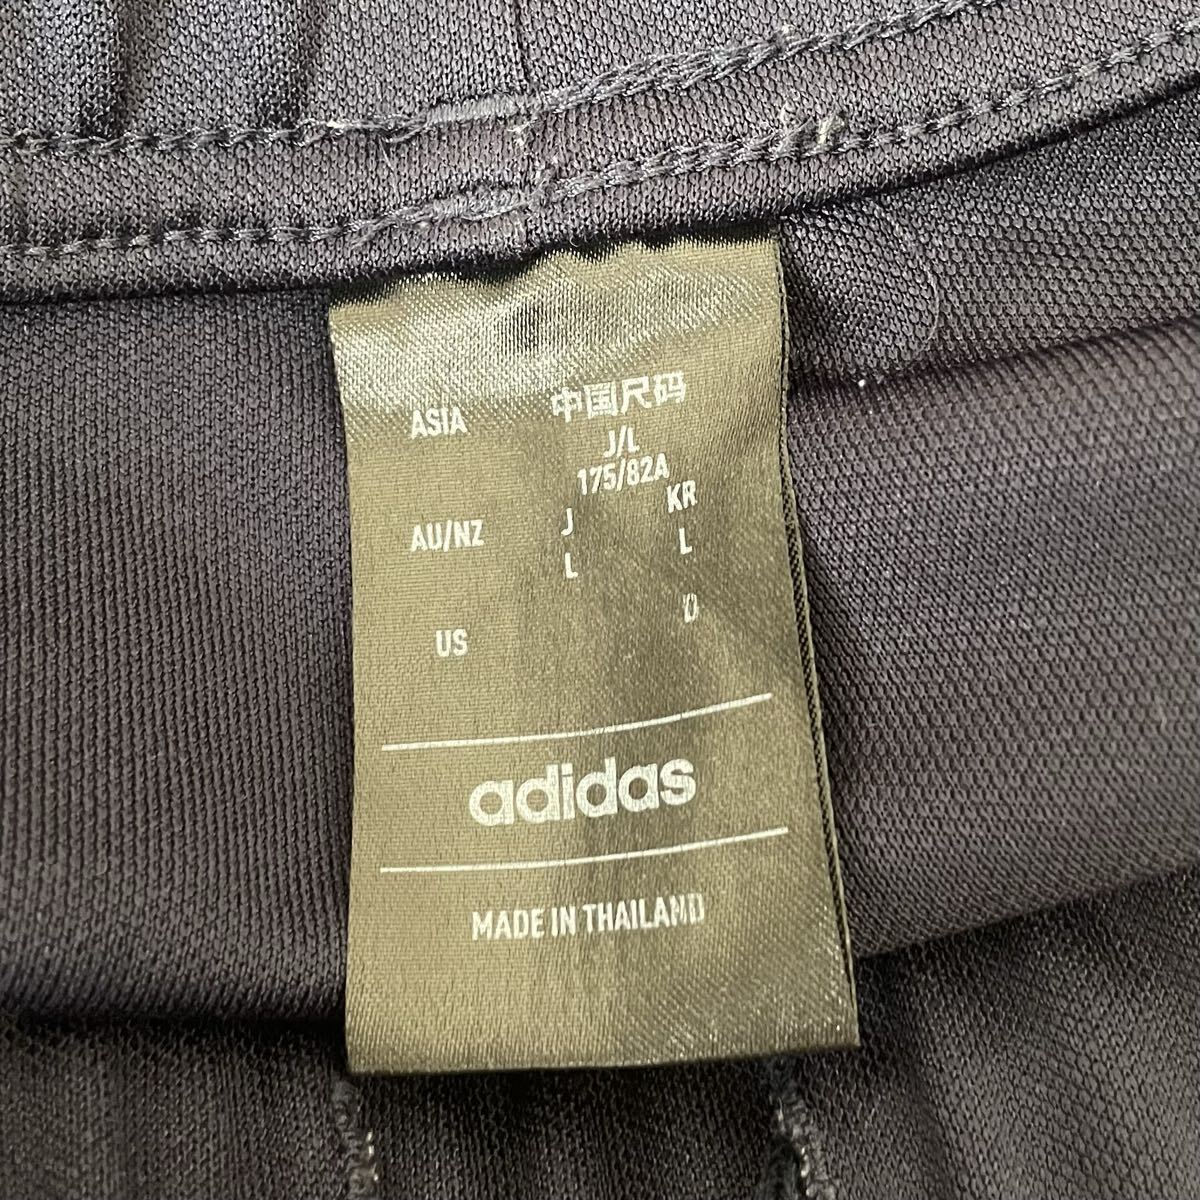 ASIA 中国尺码
J/L
175/82A
AU/NZ J KR
L L
US D
adidas
MADE IN THAILAND